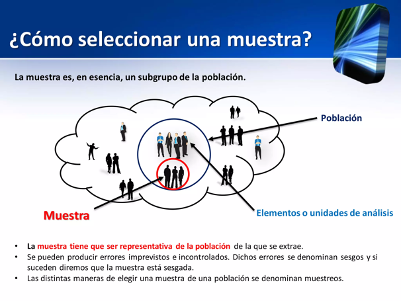 ¿Cómo seleccionar una muestra?
La muestra es, en esencia, un subgrupo de la población.
Población
Muestra
Elementos o unidades de análisis
• La muestra tiene que ser representativa de la población de la que se extrae.
• Se pueden producir errores imprevistos e incontrolados. Dichos errores se denominan sesgos y si
suceden diremos que la muestra está sesgada.
• Las distintas maneras de elegir una muestra de una población se denominan muestreos.